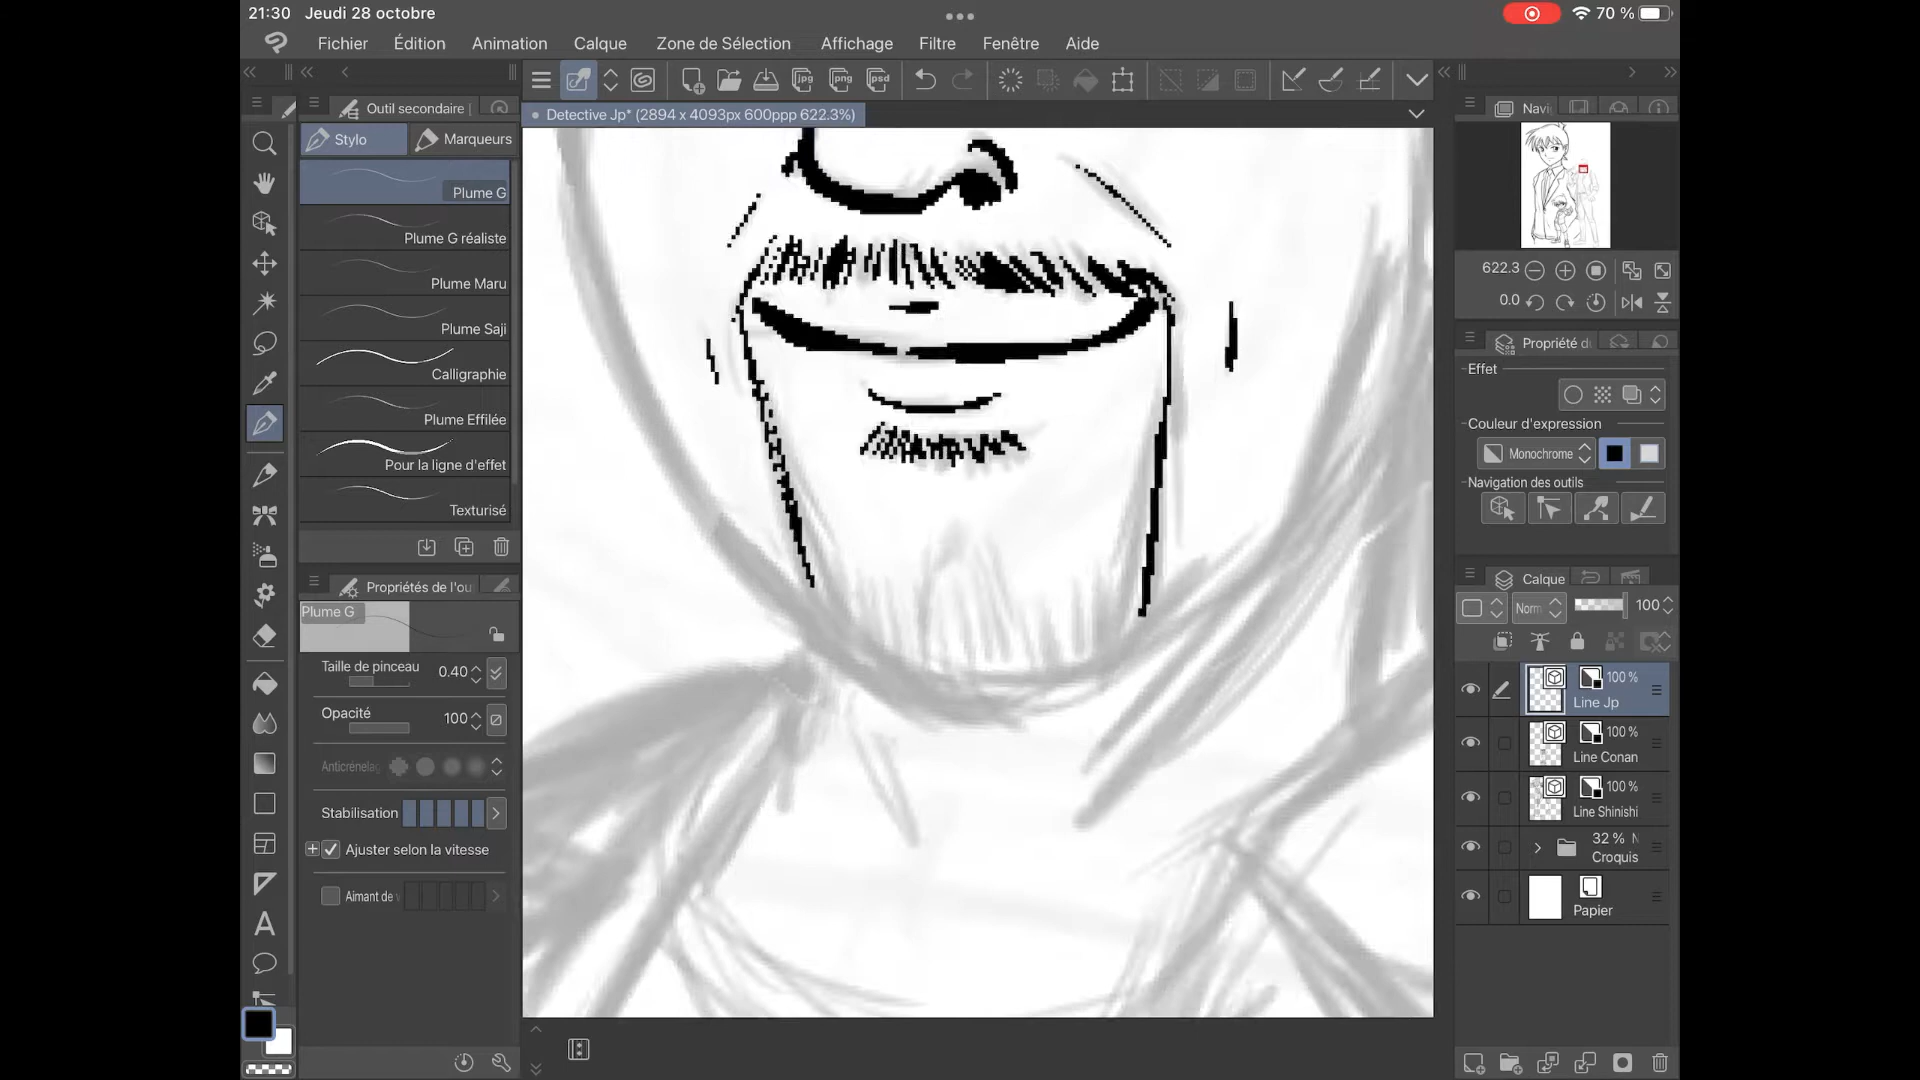 21:30 Jeudi 28 octobre
70 %
Fichier Édition Animation Calque Zone de Sélection Affichage Filtre Fenêtre Aide
jpg png psd
Outil secondaire
Detective Jp* (2894 x 4093px 600ppp 622.3%)
Navi
Stylo Marqueurs
Plume G
Plume G réaliste
Plume Maru
Plume Saji
Calligraphie
Plume Effilée
Pour la ligne d'effet
Texturisé
Propriétés de l'ou
Plume G
Taille de pinceau 0.40
Opacité 100
Anticrénelag
Stabilisation
Ajuster selon la vitesse
Aimant de v
622.3
0.0
Propriété du
Effet
Couleur d'expression
Monochrome
Navigation des outils
Calque
Norm 100
100 %
Line Jp
100 %
Line Conan
100 %
Line Shinishi
32 % N
Croquis
Papier